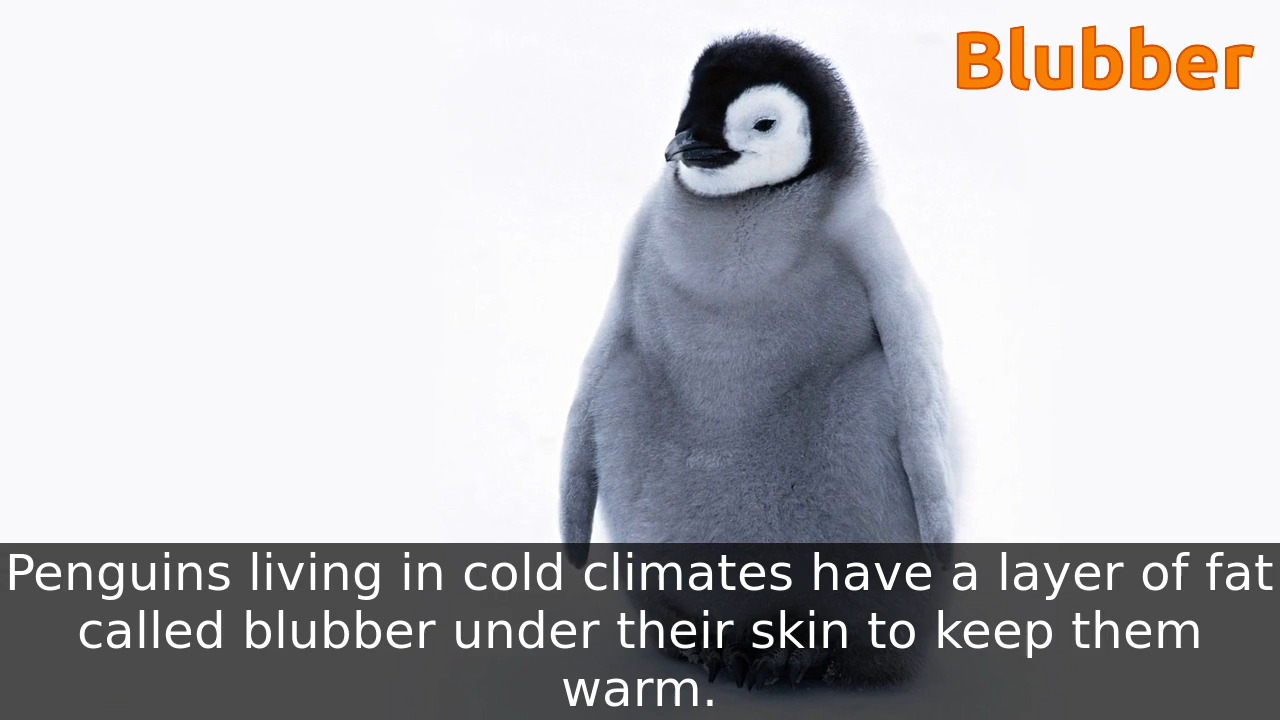 Blubber
Penguins living in cold climates have a layer of fat
called blubber under their skin to keep them
warm.